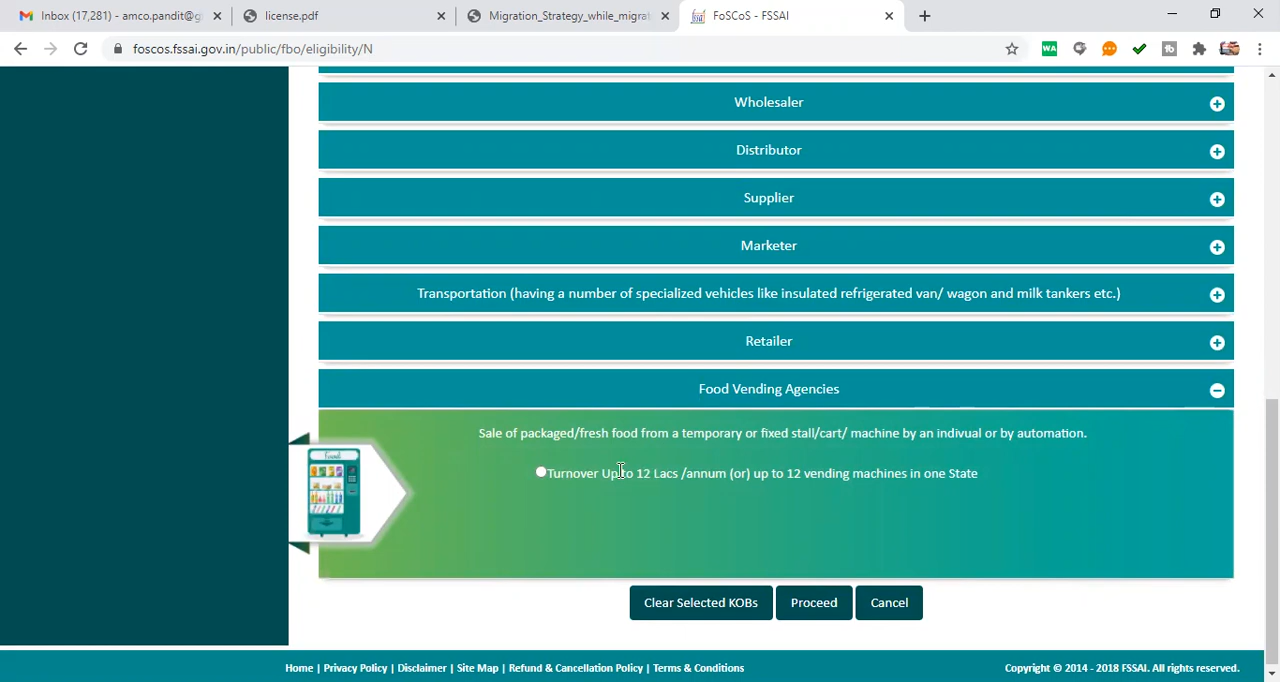 Inbox (17,281) - amco.pandit@g
license.pdf
Migration_Strategy_while_migrat
FoSCoS - FSSAI
foscos.fssai.gov.in/public/fbo/eligibility/N
WA
Wholesaler
Distributor
Supplier
Marketer
Transportation (having a number of specialized vehicles like insulated refrigerated van/ wagon and milk tankers etc.)
Retailer
Food Vending Agencies
Sale of packaged/fresh food from a temporary or fixed stall/cart/ machine by an indivual or by automation.
Turnover Upto 12 Lacs /annum (or) up to 12 vending machines in one State
Clear Selected KOBs
Proceed
Cancel
Home | Privacy Policy | Disclaimer | Site Map | Refund & Cancellation Policy | Terms & Conditions
Copyright © 2014 - 2018 FSSAI. All rights reserved.